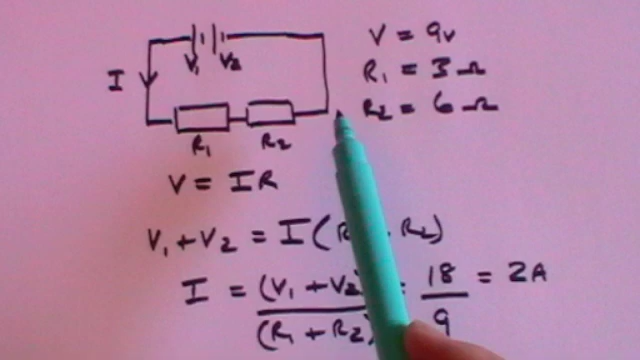 V = 9v
V₁ V₂
I
R₁ = 3 Ω
R₂ = 6 Ω
R₁ R₂
V = IR
V₁ + V₂ = I ( R₂)
I = (V₁ + V₂ = 18 = 2A
(R₁ + R₂) 9